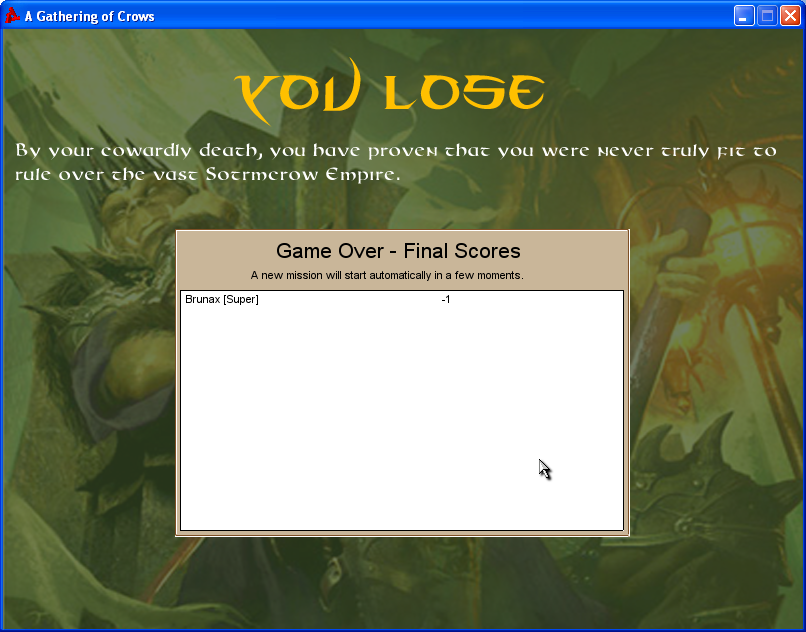 A Gathering of Crows
YOU LOSE
By your cowardly death, you have proven that you were never truly fit to
rule over the vast Sotrmcrow Empire.
Game Over - Final Scores
A new mission will start automatically in a few moments.
Brunax [Super] -1